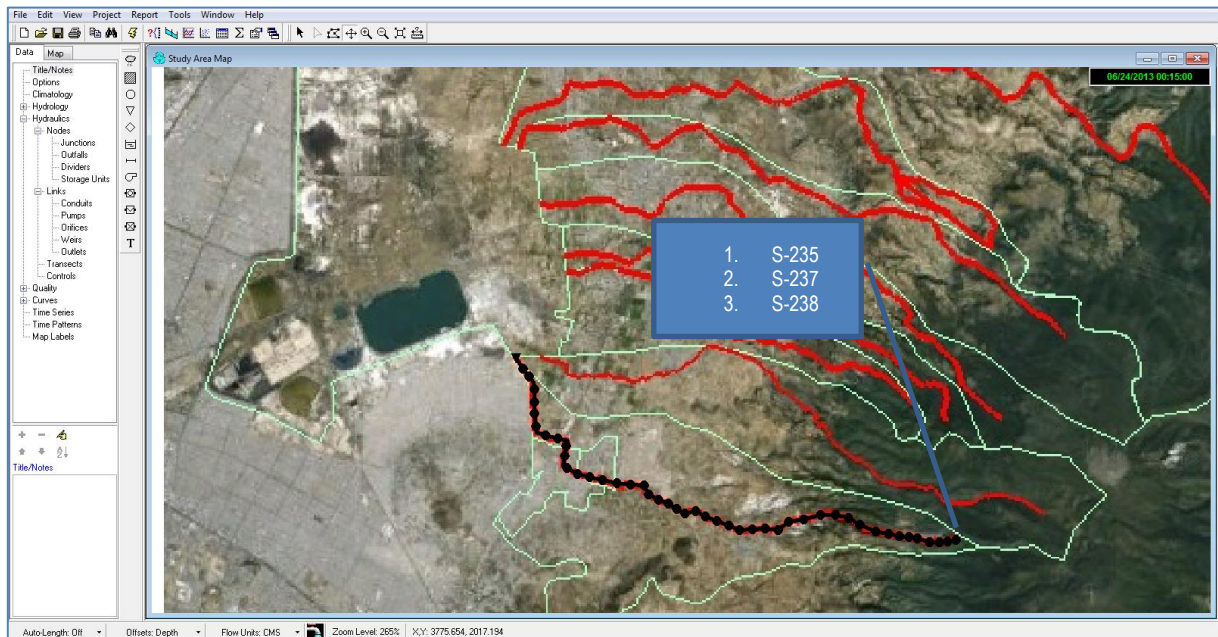 File Edit View Project Report Tools Window Help
Data Map
Title/Notes
Options
Climatology
Hydrology
Hydraulics
Nodes
Junctions
Outfalls
Dividers
Storage Units
Links
Conduits
Pumps
Orifices
Weirs
Outlets
Transects
Controls
Quality
Curves
Time Series
Time Patterns
Map Labels
Title/Notes
T
Study Area Map
06/24/2013 00:15:00
1. S-235
2. S-237
3. S-238
Auto-Length: Off Offsets: Depth Flow Units: CMS Zoom Level: 265% X,Y: 3775.654, 2017.194